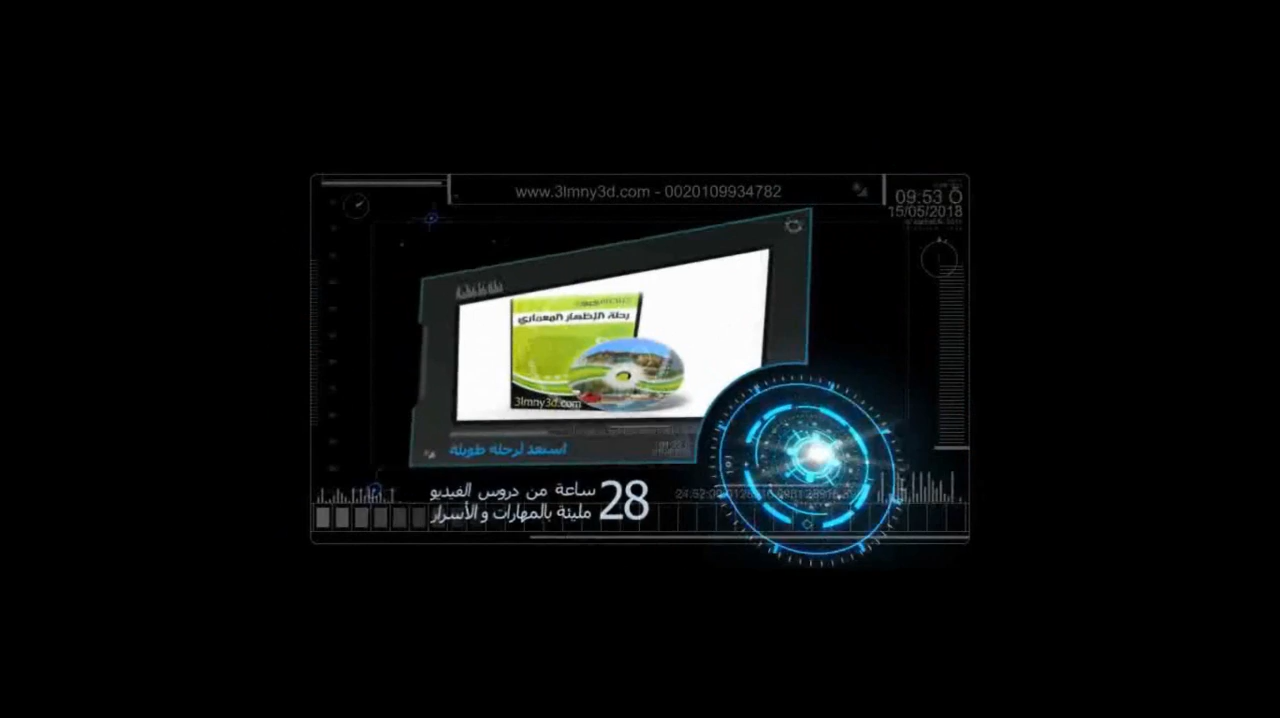 www.3lmny3d.com - 0020109934782
09:53
15/05/2018
رحلة الإظهار المعماري
3lmny3d.com
استعد لرحلة طويلة
28 ساعة من دروس الفيديو
مليئة بالمهارات و الأسرار